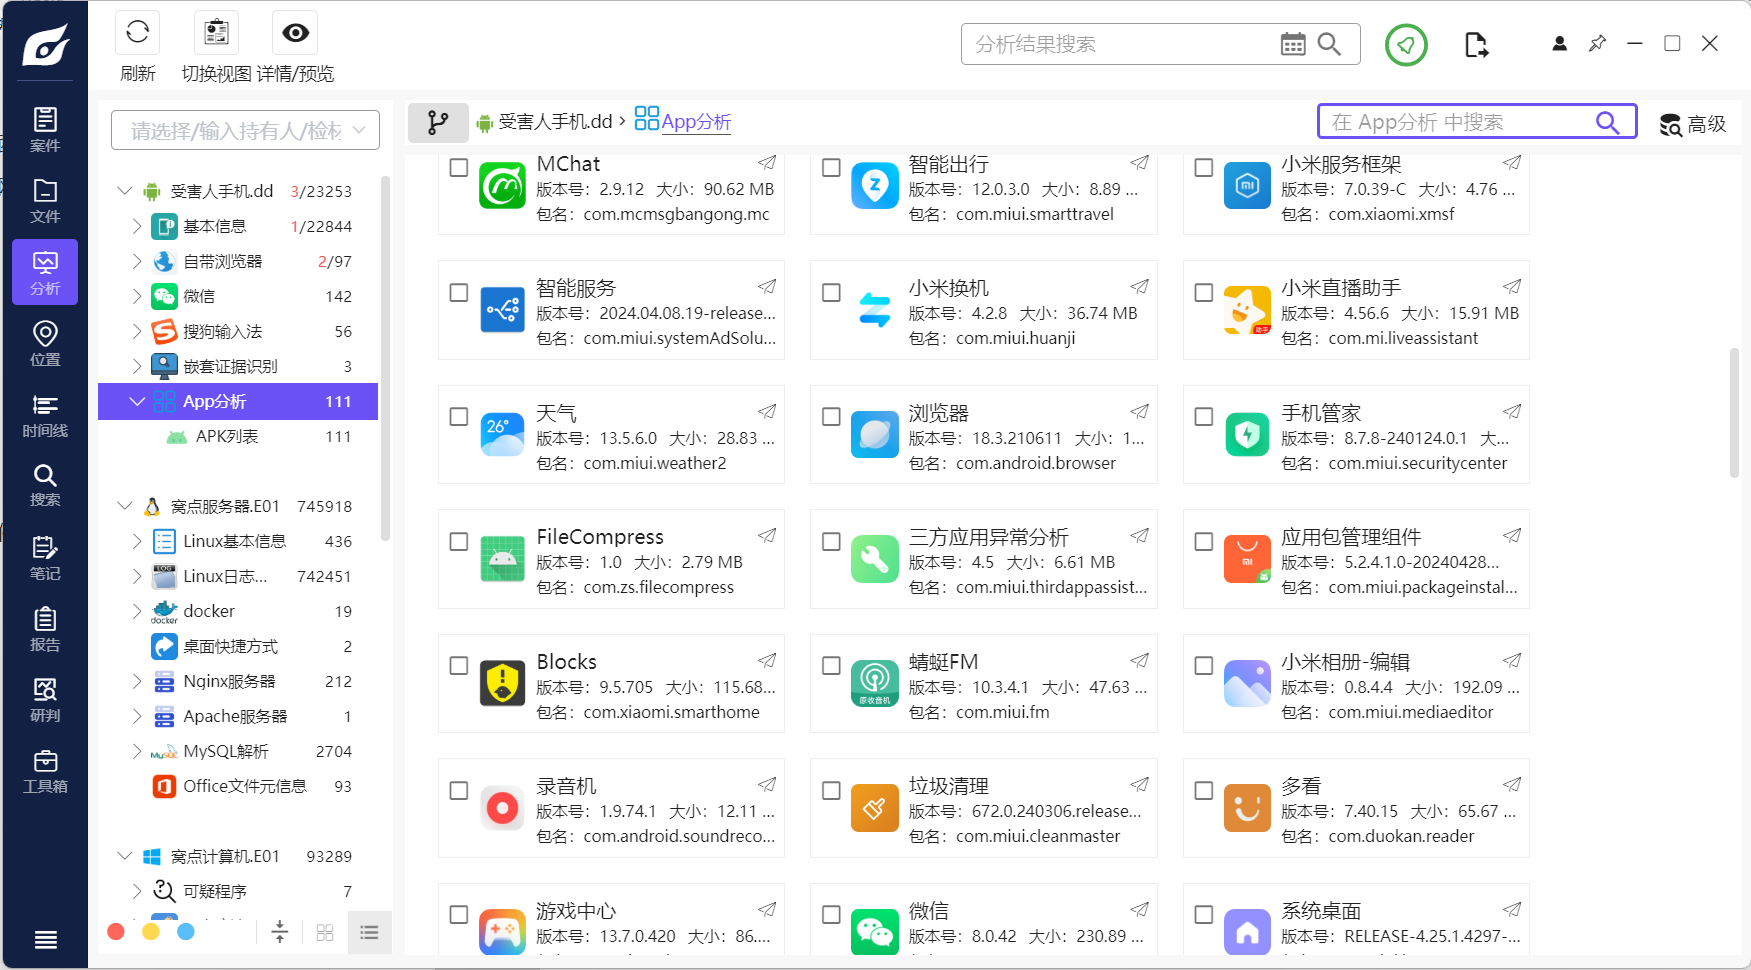 刷新
切换视图
详情/预览
分析结果搜索
案件
文件
分析
位置
时间线
搜索
笔记
报告
研判
工具箱
请选择/输入持有人/检材
受害人手机.dd 3/23253
基本信息 1/22844
自带浏览器 2/97
微信 142
搜狗输入法 56
嵌套证据识别 3
App分析 111
APK列表 111
窝点服务器.E01 745918
Linux基本信息 436
Linux日志... 742451
docker 19
桌面快捷方式 2
Nginx服务器 212
Apache服务器 1
MySQL解析 2704
Office文件元信息 93
窝点计算机.E01 93289
可疑程序 7
受害人手机.dd › App分析
在 App分析 中搜索
高级
MChat
版本号：2.9.12 大小：90.62 MB
包名：com.mcmsgbangong.mc
智能出行
版本号：12.0.3.0 大小：8.89 ...
包名：com.miui.smarttravel
小米服务框架
版本号：7.0.39-C 大小：4.76 ...
包名：com.xiaomi.xmsf
智能服务
版本号：2024.04.08.19-release...
包名：com.miui.systemAdSolu...
小米换机
版本号：4.2.8 大小：36.74 MB
包名：com.miui.huanji
助手
小米直播助手
版本号：4.56.6 大小：15.91 MB
包名：com.mi.liveassistant
26°
天气
版本号：13.5.6.0 大小：28.83 ...
包名：com.miui.weather2
浏览器
版本号：18.3.210611 大小：1...
包名：com.android.browser
手机管家
版本号：8.7.8-240124.0.1 大...
包名：com.miui.securitycenter
FileCompress
版本号：1.0 大小：2.79 MB
包名：com.zs.filecompress
三方应用异常分析
版本号：4.5 大小：6.61 MB
包名：com.miui.thirdappassist...
应用包管理组件
版本号：5.2.4.1.0-20240428...
包名：com.miui.packageinstal...
Blocks
版本号：9.5.705 大小：115.68...
包名：com.xiaomi.smarthome
原收音机
蜻蜓FM
版本号：10.3.4.1 大小：47.63 ...
包名：com.miui.fm
小米相册-编辑
版本号：0.8.4.4 大小：192.09 ...
包名：com.miui.mediaeditor
录音机
版本号：1.9.74.1 大小：12.11 ...
包名：com.android.soundreco...
垃圾清理
版本号：672.0.240306.release...
包名：com.miui.cleanmaster
多看
版本号：7.40.15 大小：65.67 ...
包名：com.duokan.reader
游戏中心
版本号：13.7.0.420 大小：86....
微信
版本号：8.0.42 大小：230.89 ...
系统桌面
版本号：RELEASE-4.25.1.4297-...